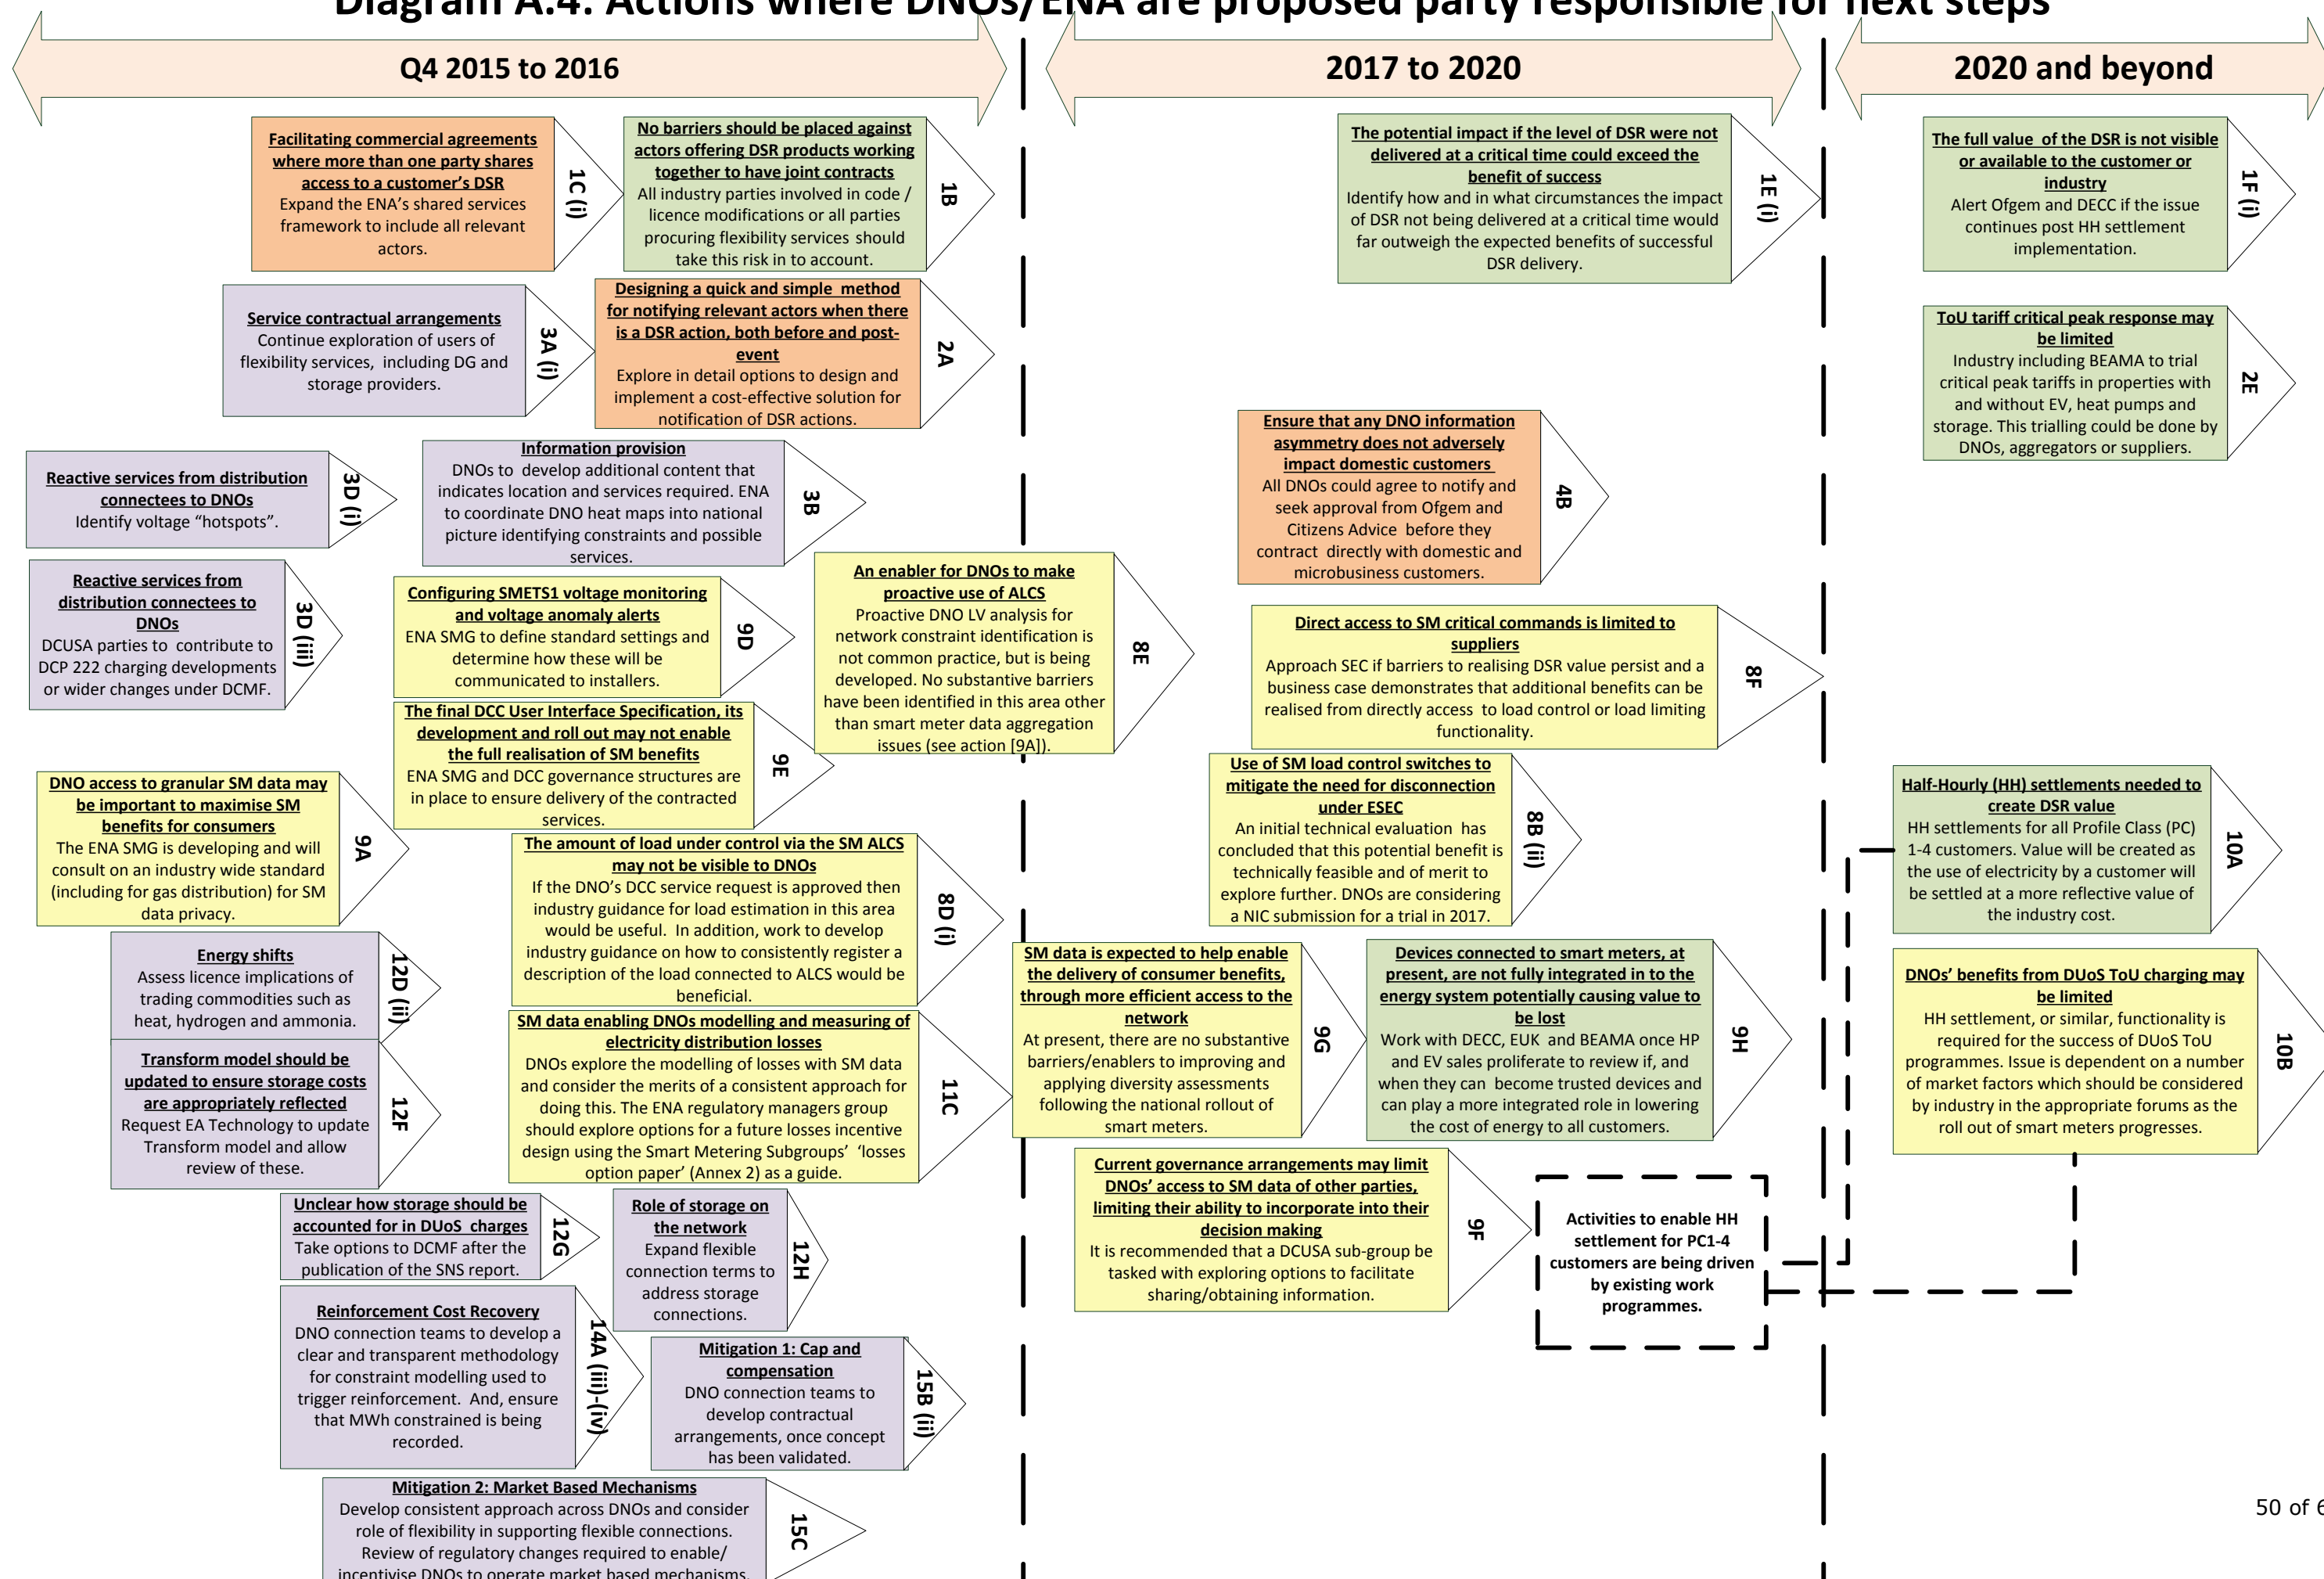 Diagram A.4: Actions where DNOs/ENA are proposed party responsible for next steps
Q4 2015 to 2016
2017 to 2020
2020 and beyond
Facilitating commercial agreements
where more than one party shares
access to a customer's DSR
Expand the ENA's shared services
framework to include all relevant
actors.
1C (i)
No barriers should be placed against
actors offering DSR products working
together to have joint contracts
All industry parties involved in code /
licence modifications or all parties
procuring flexibility services should
take this risk in to account.
1B
The potential impact if the level of DSR were not
delivered at a critical time could exceed the
benefit of success
Identify how and in what circumstances the impact
of DSR not being delivered at a critical time would
far outweigh the expected benefits of successful
DSR delivery.
1E (i)
The full value of the DSR is not visible
or available to the customer or
industry
Alert Ofgem and DECC if the issue
continues post HH settlement
implementation.
1F (i)
Service contractual arrangements
Continue exploration of users of
flexibility services, including DG and
storage providers.
3A (i)
Designing a quick and simple method
for notifying relevant actors when there
is a DSR action, both before and post-
event
Explore in detail options to design and
implement a cost-effective solution for
notification of DSR actions.
2A
ToU tariff critical peak response may
be limited
Industry including BEAMA to trial
critical peak tariffs in properties with
and without EV, heat pumps and
storage. This trialling could be done by
DNOs, aggregators or suppliers.
2E
Reactive services from distribution
connectees to DNOs
Identify voltage "hotspots".
3D (i)
Information provision
DNOs to develop additional content that
indicates location and services required. ENA
to coordinate DNO heat maps into national
picture identifying constraints and possible
services.
3B
Ensure that any DNO information
asymmetry does not adversely
impact domestic customers
All DNOs could agree to notify and
seek approval from Ofgem and
Citizens Advice before they
contract directly with domestic and
microbusiness customers.
4B
Reactive services from
distribution connectees to
DNOs
DCUSA parties to contribute to
DCP 222 charging developments
or wider changes under DCMF.
3D (iii)
Configuring SMETS1 voltage monitoring
and voltage anomaly alerts
ENA SMG to define standard settings and
determine how these will be
communicated to installers.
9D
An enabler for DNOs to make
proactive use of ALCS
Proactive DNO LV analysis for
network constraint identification is
not common practice, but is being
developed. No substantive barriers
have been identified in this area other
than smart meter data aggregation
issues (see action [9A]).
8E
Direct access to SM critical commands is limited to
suppliers
Approach SEC if barriers to realising DSR value persist and a
business case demonstrates that additional benefits can be
realised from directly access to load control or load limiting
functionality.
8F
The final DCC User Interface Specification, its
development and roll out may not enable
the full realisation of SM benefits
ENA SMG and DCC governance structures are
in place to ensure delivery of the contracted
services.
9E
Use of SM load control switches to
mitigate the need for disconnection
under ESEC
An initial technical evaluation has
concluded that this potential benefit is
technically feasible and of merit to
explore further. DNOs are considering
a NIC submission for a trial in 2017.
8B (ii)
Half-Hourly (HH) settlements needed to
create DSR value
HH settlements for all Profile Class (PC)
1-4 customers. Value will be created as
the use of electricity by a customer will
be settled at a more reflective value of
the industry cost.
10A
DNO access to granular SM data may
be important to maximise SM
benefits for consumers
The ENA SMG is developing and will
consult on an industry wide standard
(including for gas distribution) for SM
data privacy.
9A
The amount of load under control via the SM ALCS
may not be visible to DNOs
If the DNO's DCC service request is approved then
industry guidance for load estimation in this area
would be useful. In addition, work to develop
industry guidance on how to consistently register a
description of the load connected to ALCS would be
beneficial.
8D (i)
Energy shifts
Assess licence implications of
trading commodities such as
heat, hydrogen and ammonia.
12D (ii)
SM data is expected to help enable
the delivery of consumer benefits,
through more efficient access to the
network
At present, there are no substantive
barriers/enablers to improving and
applying diversity assessments
following the national rollout of
smart meters.
9G
Devices connected to smart meters, at
present, are not fully integrated in to the
energy system potentially causing value to
be lost
Work with DECC, EUK and BEAMA once HP
and EV sales proliferate to review if, and
when they can become trusted devices and
can play a more integrated role in lowering
the cost of energy to all customers.
9H
DNOs' benefits from DUoS ToU charging may
be limited
HH settlement, or similar, functionality is
required for the success of DUoS ToU
programmes. Issue is dependent on a number
of market factors which should be considered
by industry in the appropriate forums as the
roll out of smart meters progresses.
10B
Transform model should be
updated to ensure storage costs
are appropriately reflected
Request EA Technology to update
Transform model and allow
review of these.
12F
SM data enabling DNOs modelling and measuring of
electricity distribution losses
DNOs explore the modelling of losses with SM data
and consider the merits of a consistent approach for
doing this. The ENA regulatory managers group
should explore options for a future losses incentive
design using the Smart Metering Subgroups' 'losses
option paper' (Annex 2) as a guide.
11C
Current governance arrangements may limit
DNOs' access to SM data of other parties,
limiting their ability to incorporate into their
decision making
It is recommended that a DCUSA sub-group be
tasked with exploring options to facilitate
sharing/obtaining information.
9F
Activities to enable HH
settlement for PC1-4
customers are being driven
by existing work
programmes.
Unclear how storage should be
accounted for in DUoS charges
Take options to DCMF after the
publication of the SNS report.
12G
Role of storage on
the network
Expand flexible
connection terms to
address storage
connections.
12H
Reinforcement Cost Recovery
DNO connection teams to develop a
clear and transparent methodology
for constraint modelling used to
trigger reinforcement. And, ensure
that MWh constrained is being
recorded.
14A (iii)-(iv)
Mitigation 1: Cap and
compensation
DNO connection teams to
develop contractual
arrangements, once concept
has been validated.
15B (ii)
Mitigation 2: Market Based Mechanisms
Develop consistent approach across DNOs and consider
role of flexibility in supporting flexible connections.
Review of regulatory changes required to enable/
incentivise DNOs to operate market based mechanisms.
15C
50 of 6